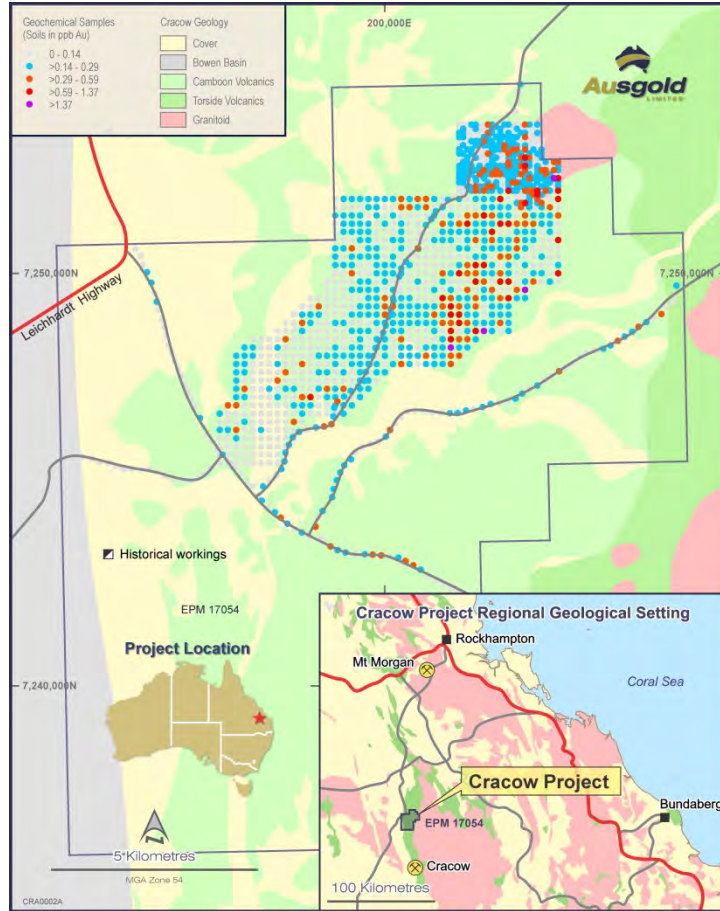 Geochemical Samples
(Soils in ppb Au)
0 - 0.14
>0.14 - 0.29
>0.29 - 0.59
>0.59 - 1.37
>1.37
Cracow Geology
Cover
Bowen Basin
Camboon Volcanics
Torside Volcanics
Granitoid
200,000E
Ausgold
LIMITED
7,250,000N
7,250,000N
Leichhardt Highway
Historical workings
EPM 17054
Project Location
7,240,000N
N
5 Kilometres
MGA Zone 54
CRA0002A
Cracow Project Regional Geological Setting
Rockhampton
Mt Morgan
Coral Sea
Cracow Project
EPM 17054
Bundaberg
Cracow
100 Kilometres